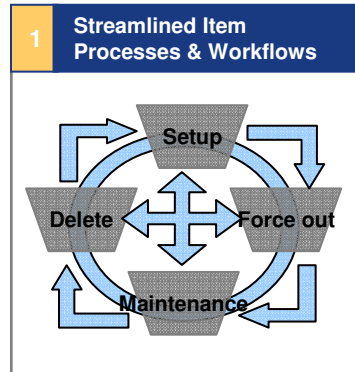 1
Streamlined Item
Processes & Workflows
Setup
Delete
Force out
Maintenance